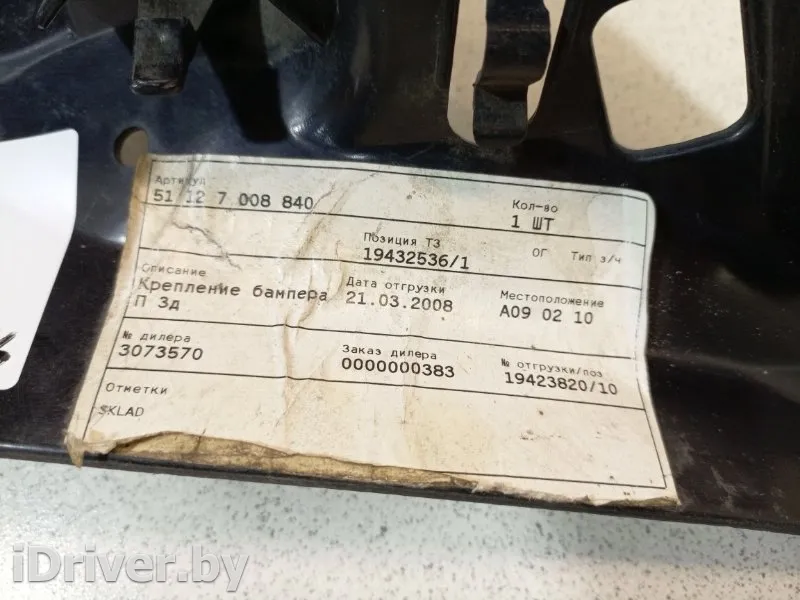 Артикул
51 12 7 008 840
Кол-во
1 ШТ
Позиция ТЗ
19432536/1
ОГ Тип з/ч
Описание
Крепление бампера
П Зд
Дата отгрузки
21.03.2008
Местоположение
A09 02 10
№ дилера
3073570
Заказ дилера
0000000383
№ отгрузки/поз
19423820/10
Отметки
SKLAD
iDriver.by